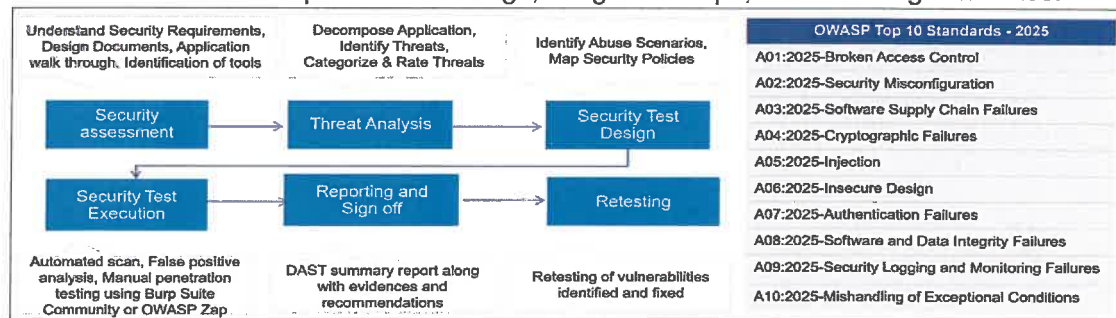 Understand Security Requirements,
Design Documents, Application
walk through, Identification of tools
Decompose Application,
Identify Threats,
Categorize & Rate Threats
Identify Abuse Scenarios,
Map Security Policies
Security
assessment
Threat Analysis
Security Test
Design
Security Test
Execution
Reporting and
Sign off
Retesting
Automated scan, False positive
analysis, Manual penetration
testing using Burp Suite
Community or OWASP Zap
DAST summary report along
with evidences and
recommendations
Retesting of vulnerabilities
identified and fixed
OWASP Top 10 Standards - 2025
A01:2025-Broken Access Control
A02:2025-Security Misconfiguration
A03:2025-Software Supply Chain Failures
A04:2025-Cryptographic Failures
A05:2025-Injection
A06:2025-Insecure Design
A07:2025-Authentication Failures
A08:2025-Software and Data Integrity Failures
A09:2025-Security Logging and Monitoring Failures
A10:2025-Mishandling of Exceptional Conditions